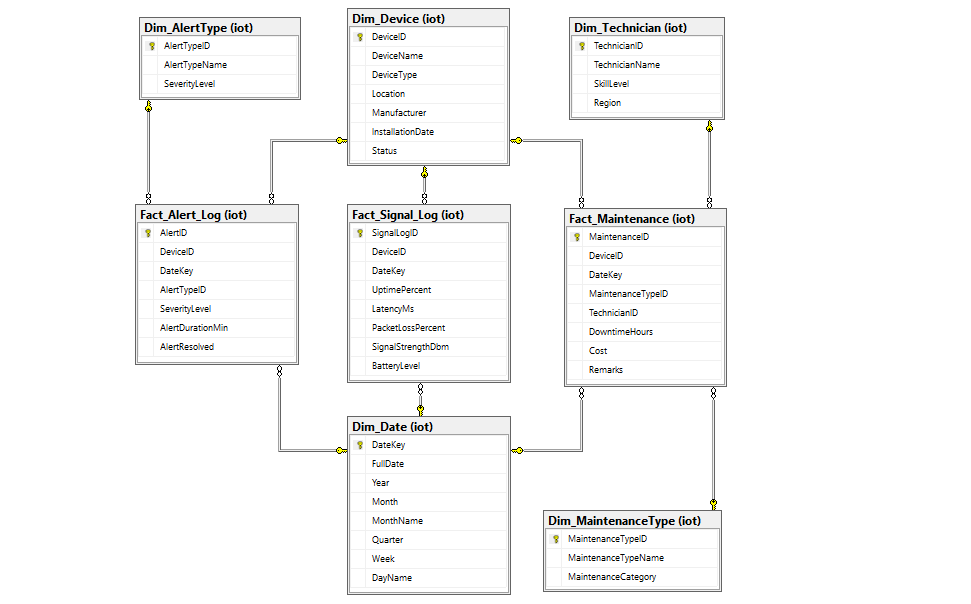 Dim_AlertType (iot)
AlertTypeID
AlertTypeName
SeverityLevel
Dim_Device (iot)
DeviceID
DeviceName
DeviceType
Location
Manufacturer
InstallationDate
Status
Dim_Technician (iot)
TechnicianID
TechnicianName
SkillLevel
Region
Fact_Alert_Log (iot)
AlertID
DeviceID
DateKey
AlertTypeID
SeverityLevel
AlertDurationMin
AlertResolved
Fact_Signal_Log (iot)
SignalLogID
DeviceID
DateKey
UptimePercent
LatencyMs
PacketLossPercent
SignalStrengthDbm
BatteryLevel
Fact_Maintenance (iot)
MaintenanceID
DeviceID
DateKey
MaintenanceTypeID
TechnicianID
DowntimeHours
Cost
Remarks
Dim_Date (iot)
DateKey
FullDate
Year
Month
MonthName
Quarter
Week
DayName
Dim_MaintenanceType (iot)
MaintenanceTypeID
MaintenanceTypeName
MaintenanceCategory